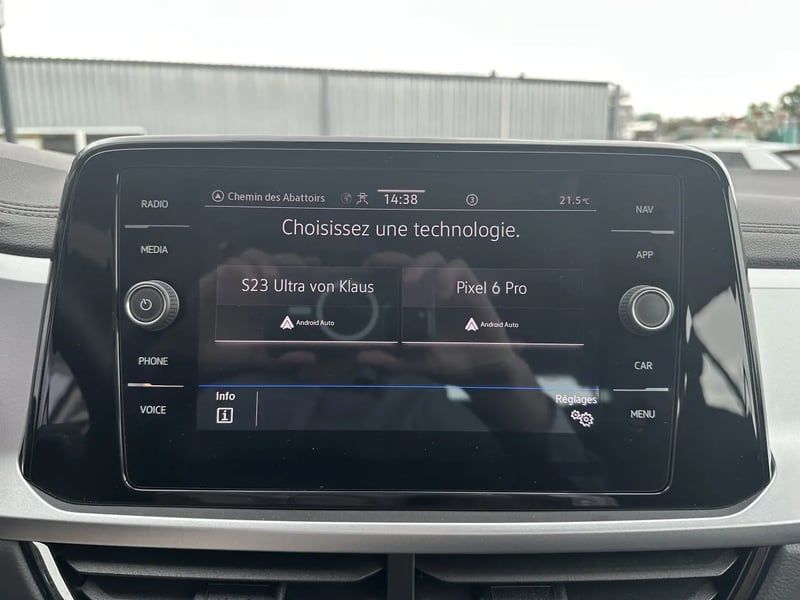 RADIO
MEDIA
PHONE
VOICE
Chemin des Abattoirs 14:38 3 21.5°C
Choisissez une technologie.
S23 Ultra von Klaus
Android Auto
Pixel 6 Pro
Android Auto
Info
Réglages
NAV
APP
CAR
MENU